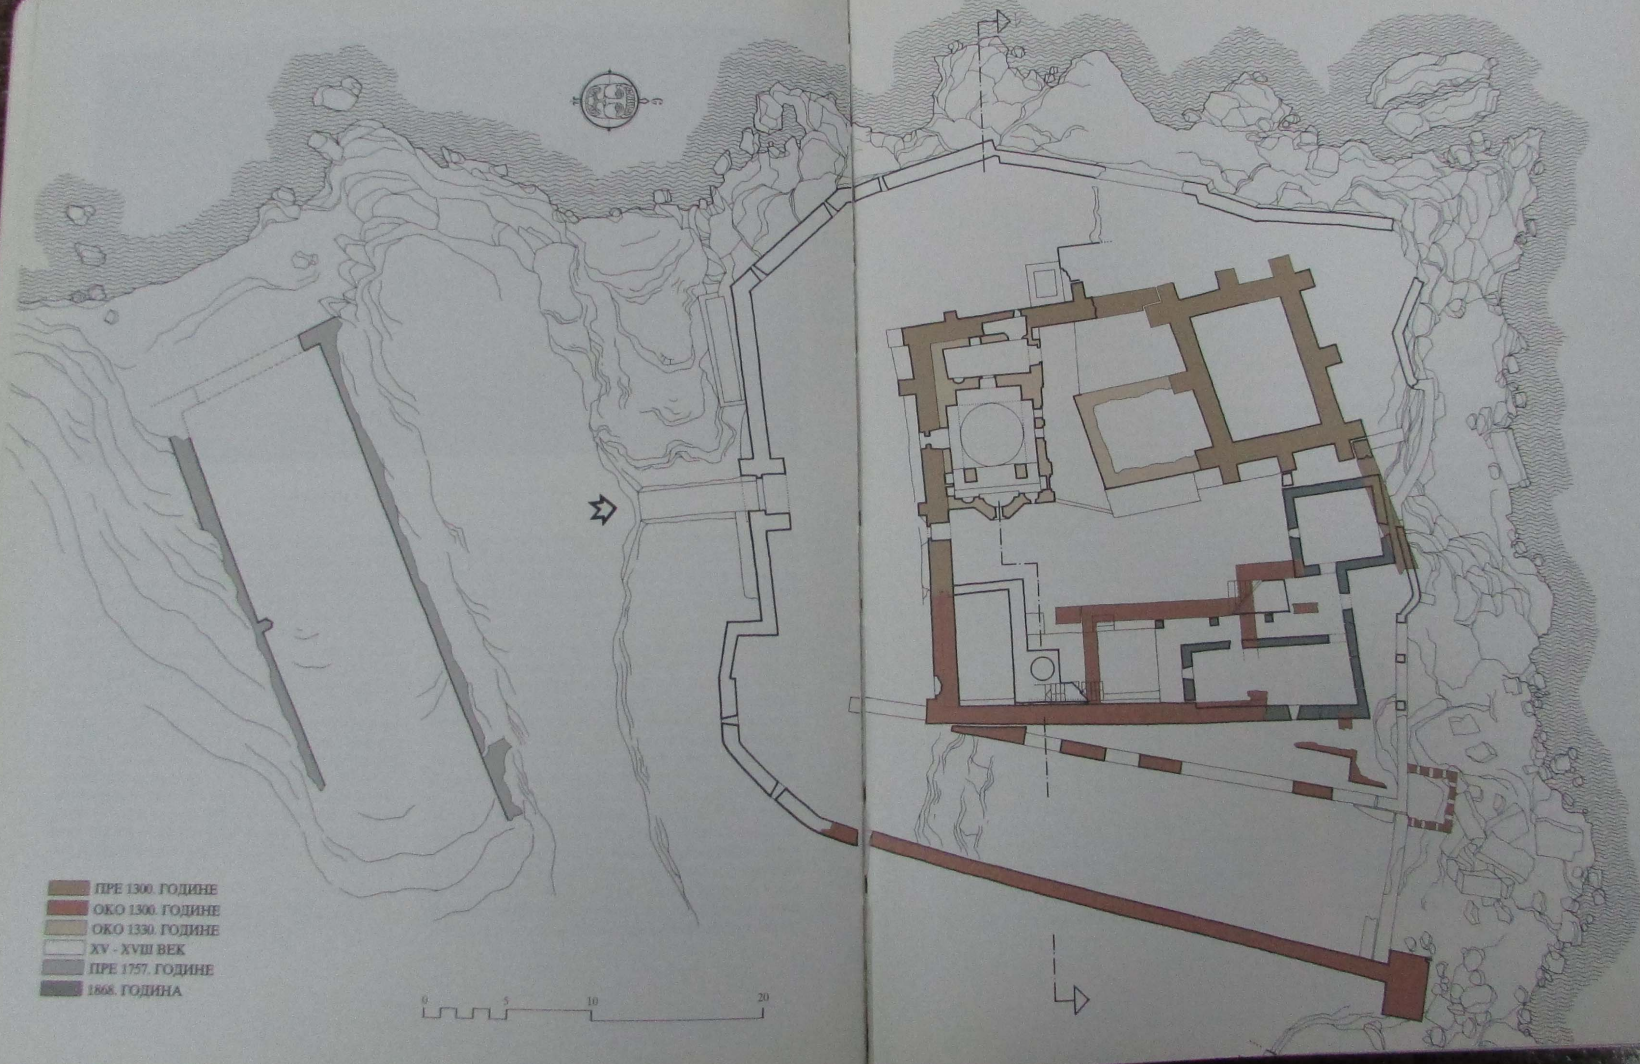 С
ПРЕ 1300. ГОДИНЕ
ОКО 1300. ГОДИНЕ
ОКО 1330. ГОДИНЕ
XV - XVIII ВЕК
ПРЕ 1757. ГОДИНЕ
1868. ГОДИНА
0 5 10 20